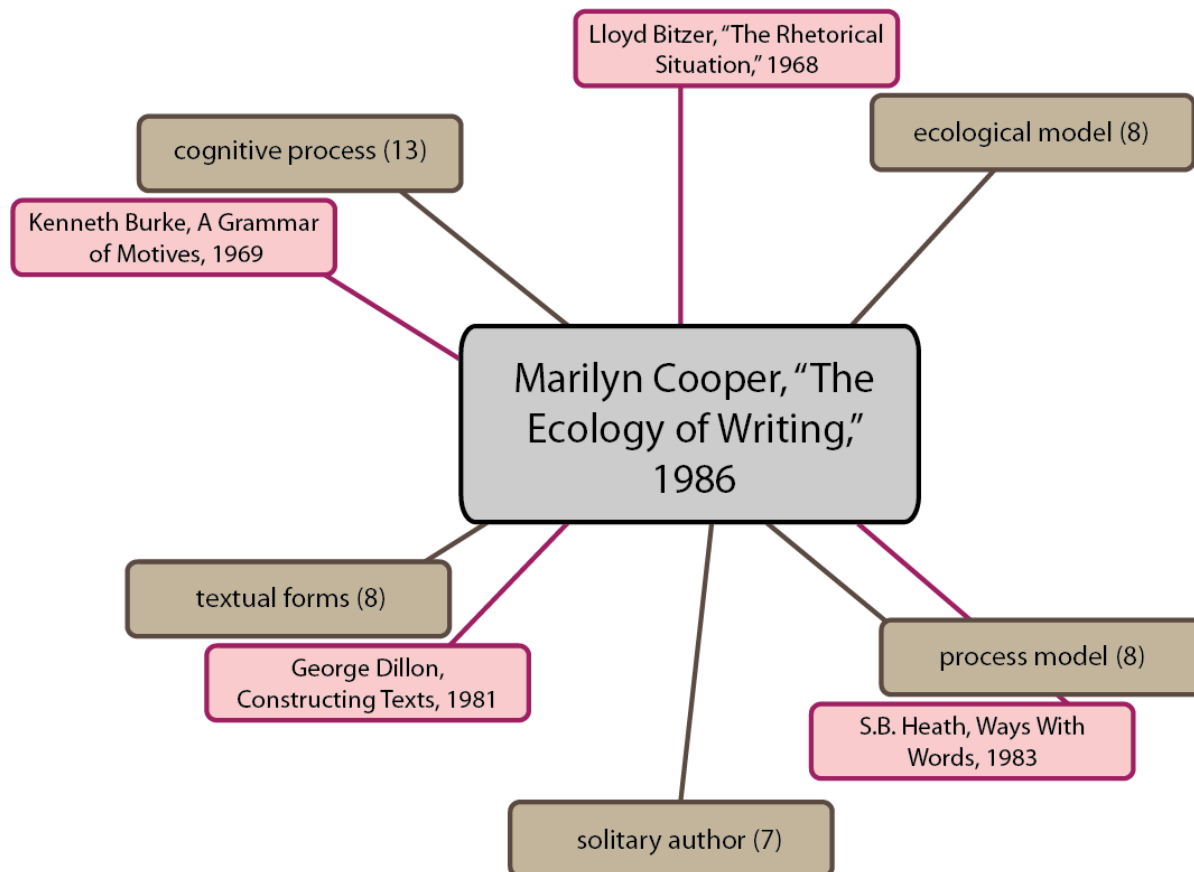 Lloyd Bitzer, “The Rhetorical
Situation,” 1968
ecological model (8)
cognitive process (13)
Kenneth Burke, A Grammar
of Motives, 1969
Marilyn Cooper, “The
Ecology of Writing,”
1986
textual forms (8)
George Dillon,
Constructing Texts, 1981
process model (8)
S.B. Heath, Ways With
Words, 1983
solitary author (7)